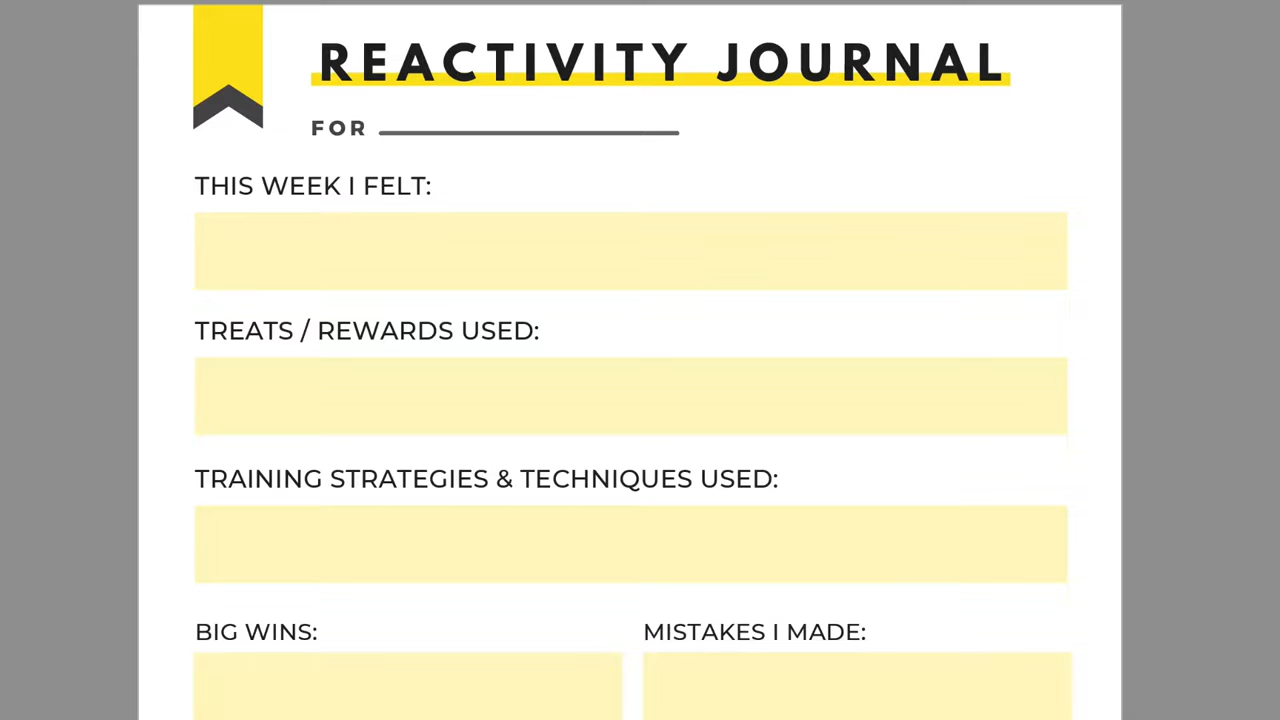 REACTIVITY JOURNAL
FOR
THIS WEEK I FELT:
TREATS / REWARDS USED:
TRAINING STRATEGIES & TECHNIQUES USED:
BIG WINS:
MISTAKES I MADE: